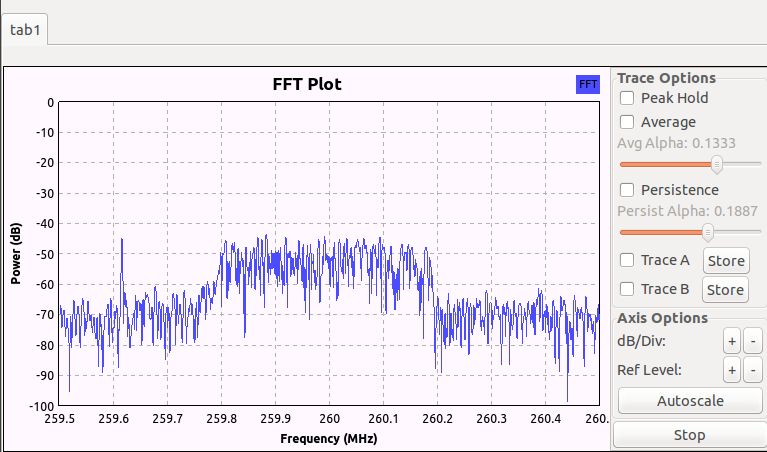 tab1
FFT Plot
FFT
0
-10
-20
-30
-40
-50
-60
-70
-80
-90
-100
Power (dB)
259.5 259.6 259.7 259.8 259.9 260 260.1 260.2 260.3 260.4 260.
Frequency (MHz)
Trace Options
Peak Hold
Average
Avg Alpha: 0.1333
Persistence
Persist Alpha: 0.1887
Trace A Store
Trace B Store
Axis Options
dB/Div: + -
Ref Level: + -
Autoscale
Stop